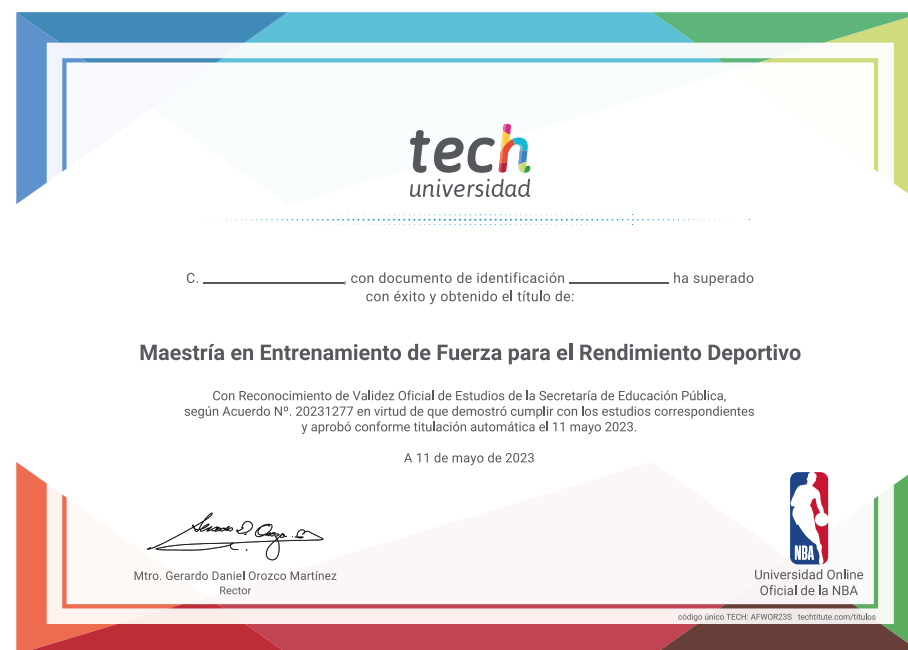 tech
universidad
C. ____________, con documento de identificación ____________ ha superado
con éxito y obtenido el título de:
Maestría en Entrenamiento de Fuerza para el Rendimiento Deportivo
Con Reconocimiento de Validez Oficial de Estudios de la Secretaría de Educación Pública,
según Acuerdo Nº. 20231277 en virtud de que demostró cumplir con los estudios correspondientes
y aprobó conforme titulación automática el 11 mayo 2023.
A 11 de mayo de 2023
Mtro. Gerardo Daniel Orozco Martínez
Rector
NBA
Universidad Online
Oficial de la NBA
código único TECH: AFWOR23S techtitute.com/titulos